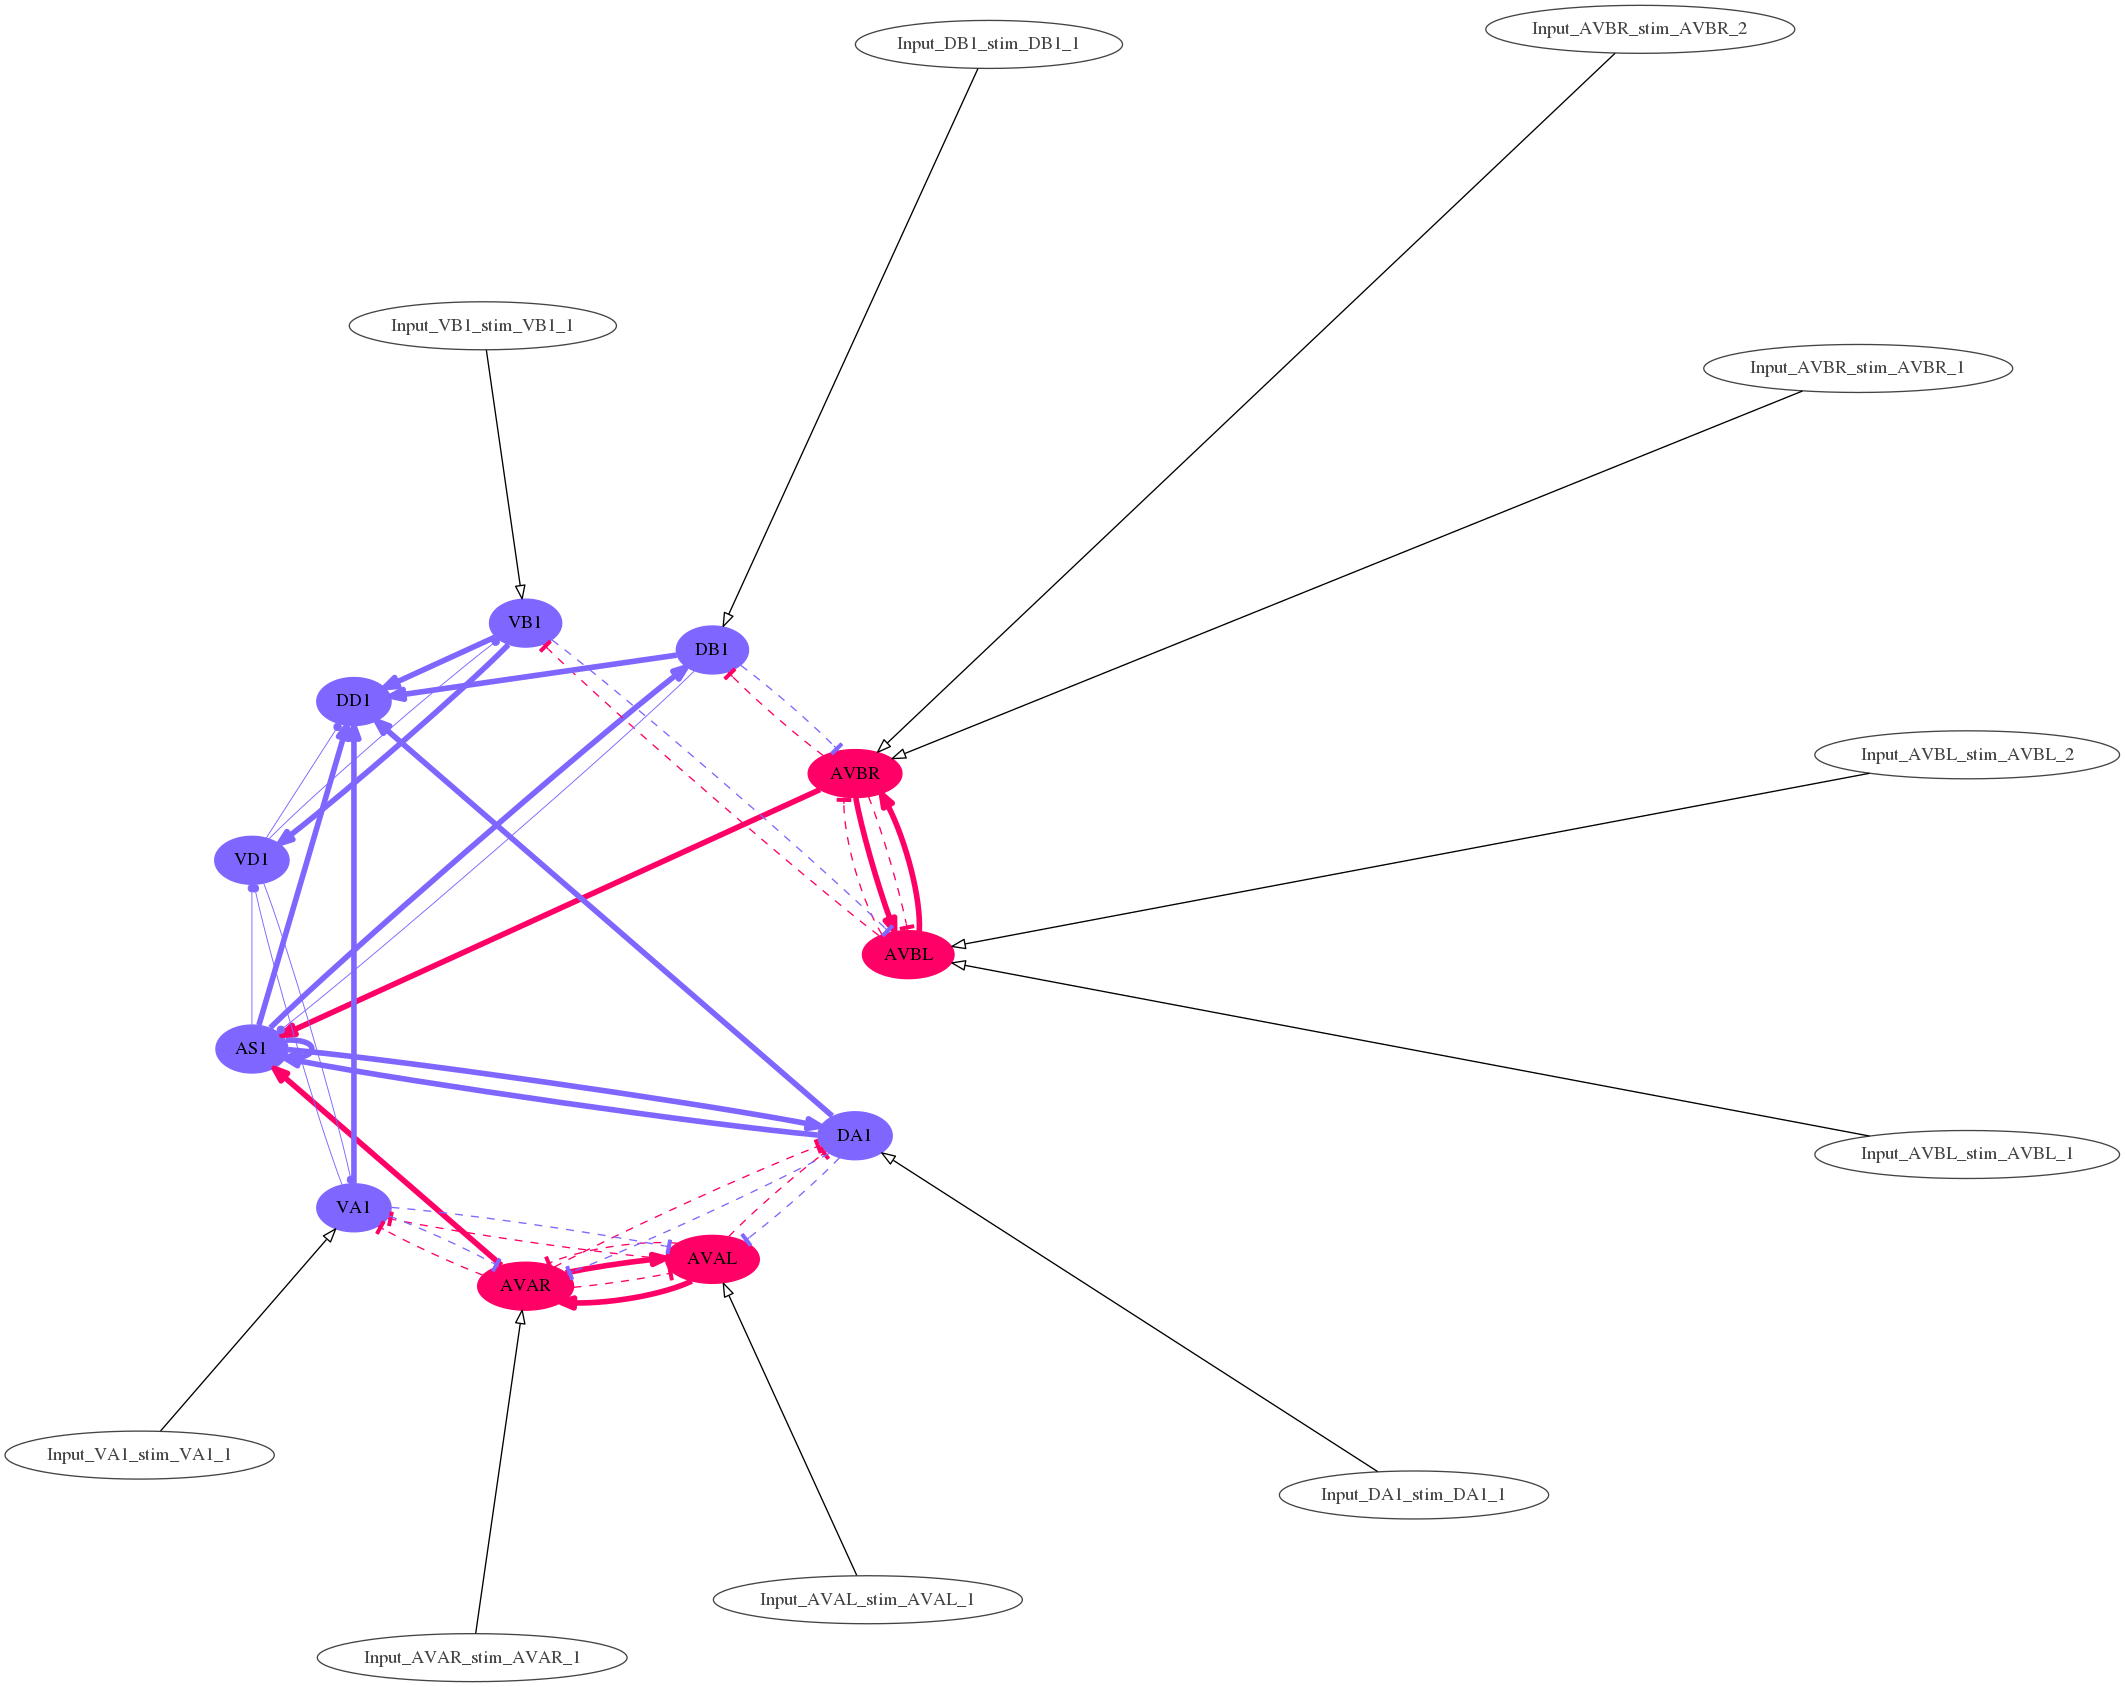 Input_AVBR_stim_AVBR_2
Input_DB1_stim_DB1_1
Input_VB1_stim_VB1_1
Input_AVBR_stim_AVBR_1
VB1
DB1
DD1
AVBR
Input_AVBL_stim_AVBL_2
VD1
AVBL
AS1
DA1
Input_AVBL_stim_AVBL_1
VA1
AVAL
AVAR
Input_VA1_stim_VA1_1
Input_DA1_stim_DA1_1
Input_AVAL_stim_AVAL_1
Input_AVAR_stim_AVAR_1